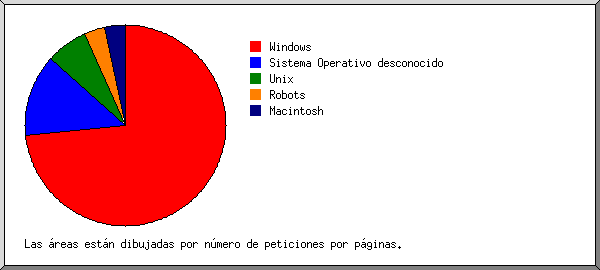 Windows
Sistema Operativo desconocido
Unix
Robots
Macintosh
Las áreas están dibujadas por número de peticiones por páginas.